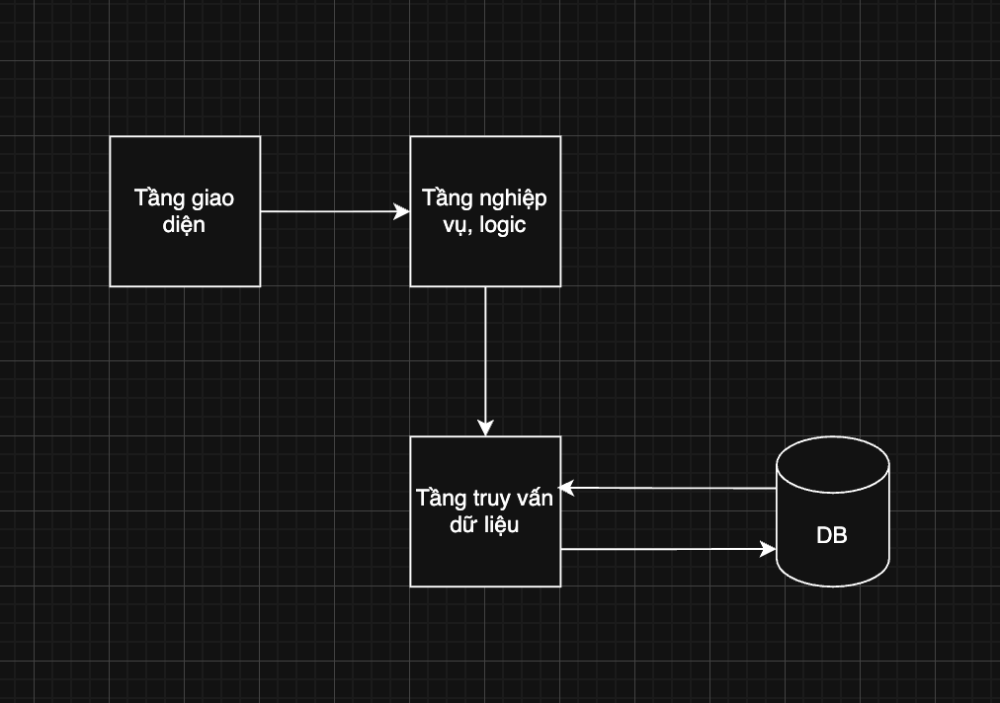 Tầng giao
diện
Tầng nghiệp
vụ, logic
Tầng truy vấn
dữ liệu
DB